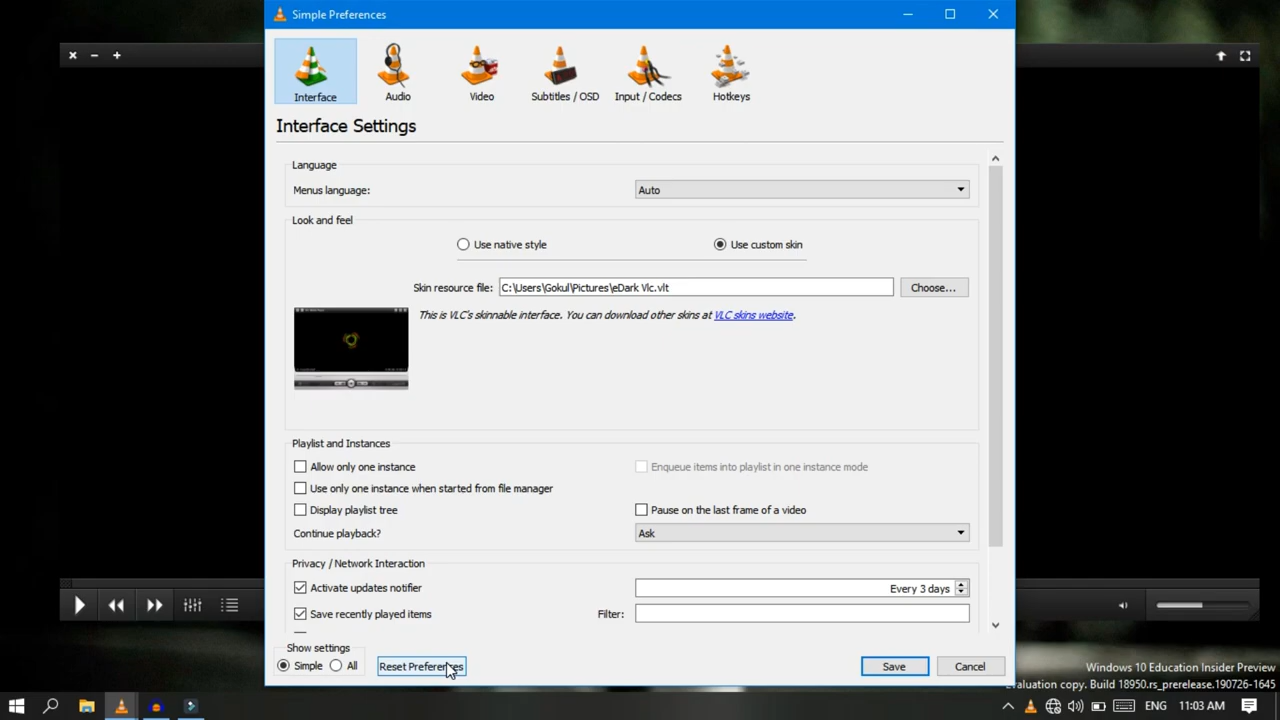 Simple Preferences
Interface
Audio
Video
Subtitles / OSD
Input / Codecs
Hotkeys
Interface Settings
Language
Menus language:
Auto
Look and feel
Use native style
Use custom skin
Skin resource file:
C:\Users\Gokul\Pictures\eDark Vlc.vlt
Choose...
This is VLC's skinnable interface. You can download other skins at VLC skins website.
Playlist and Instances
Allow only one instance
Enqueue items into playlist in one instance mode
Use only one instance when started from file manager
Display playlist tree
Pause on the last frame of a video
Continue playback?
Ask
Privacy / Network Interaction
Activate updates notifier
Every 3 days
Save recently played items
Filter:
Show settings
Simple
All
Reset Preferences
Save
Cancel
Windows 10 Education Insider Preview
Evaluation copy. Build 18950.rs_prerelease.190726-1645
ENG
11:03 AM